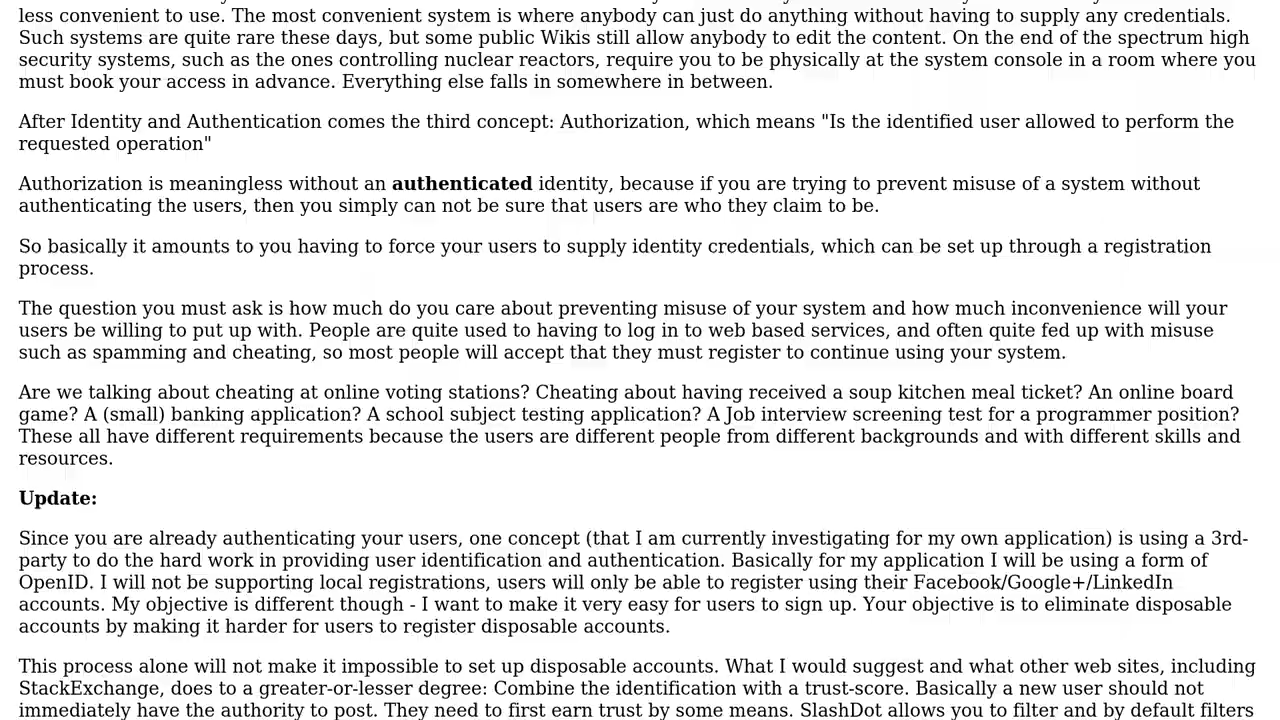 less convenient to use. The most convenient system is where anybody can just do anything without having to supply any credentials.
Such systems are quite rare these days, but some public Wikis still allow anybody to edit the content. On the end of the spectrum high
security systems, such as the ones controlling nuclear reactors, require you to be physically at the system console in a room where you
must book your access in advance. Everything else falls in somewhere in between.
After Identity and Authentication comes the third concept: Authorization, which means "Is the identified user allowed to perform the
requested operation"
Authorization is meaningless without an authenticated identity, because if you are trying to prevent misuse of a system without
authenticating the users, then you simply can not be sure that users are who they claim to be.
So basically it amounts to you having to force your users to supply identity credentials, which can be set up through a registration
process.
The question you must ask is how much do you care about preventing misuse of your system and how much inconvenience will your
users be willing to put up with. People are quite used to having to log in to web based services, and often quite fed up with misuse
such as spamming and cheating, so most people will accept that they must register to continue using your system.
Are we talking about cheating at online voting stations? Cheating about having received a soup kitchen meal ticket? An online board
game? A (small) banking application? A school subject testing application? A Job interview screening test for a programmer position?
These all have different requirements because the users are different people from different backgrounds and with different skills and
resources.
Update:
Since you are already authenticating your users, one concept (that I am currently investigating for my own application) is using a 3rd-
party to do the hard work in providing user identification and authentication. Basically for my application I will be using a form of
OpenID. I will not be supporting local registrations, users will only be able to register using their Facebook/Google+/LinkedIn
accounts. My objective is different though - I want to make it very easy for users to sign up. Your objective is to eliminate disposable
accounts by making it harder for users to register disposable accounts.
This process alone will not make it impossible to set up disposable accounts. What I would suggest and what other web sites, including
StackExchange, does to a greater-or-lesser degree: Combine the identification with a trust-score. Basically a new user should not
immediately have the authority to post. They need to first earn trust by some means. SlashDot allows you to filter and by default filters